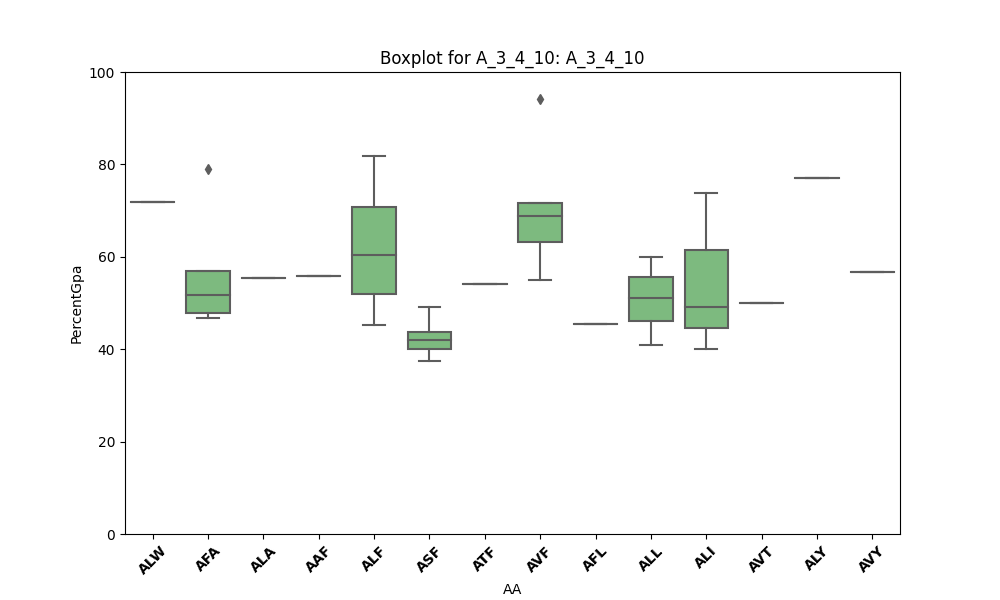 Boxplot for A_3_4_10: A_3_4_10
100
80
60
40
20
0
PercentGpa
ALW AFA ALA AAF ALF ASF ATF AVF AFL ALL ALI AVT ALY AVY
AA